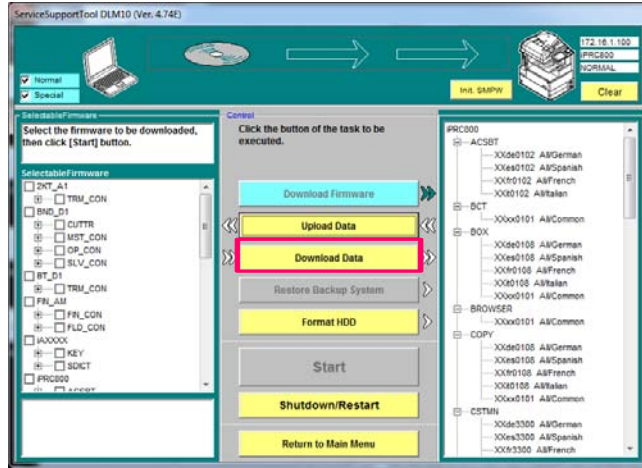 ServiceSupportTool DLM10 (Ver. 4.74E)
172.16.1.100
iPRC800
NORMAL
Normal
Special
Init. SMPW
Clear
SelectableFirmware
Select the firmware to be downloaded,
then click [Start] button.
SelectableFirmware
2KT_A1
TRM_CON
BND_D1
CUTTR
MST_CON
OP_CON
SLV_CON
BT_D1
TRM_CON
FIN_AM
FIN_CON
FLD_CON
iAXXXX
KEY
SDICT
iPRC800
Control
Click the button of the task to be
executed.
Download Firmware
Upload Data
Download Data
Restore Backup System
Format HDD
Start
Shutdown/Restart
Return to Main Menu
iPRC800
ACSBT
XXde0102 All/German
XXes0102 All/Spanish
XXfr0102 All/French
XXit0102 All/Italian
BCT
XXxx0101 All/Common
BOX
XXde0108 All/German
XXes0108 All/Spanish
XXfr0108 All/French
XXit0108 All/Italian
XXxx0101 All/Common
BROWSER
XXxx0101 All/Common
COPY
XXde0108 All/German
XXes0108 All/Spanish
XXfr0108 All/French
XXit0108 All/Italian
XXxx0101 All/Common
CSTMN
XXde3300 All/German
XXes3300 All/Spanish
XXfr3300 All/French